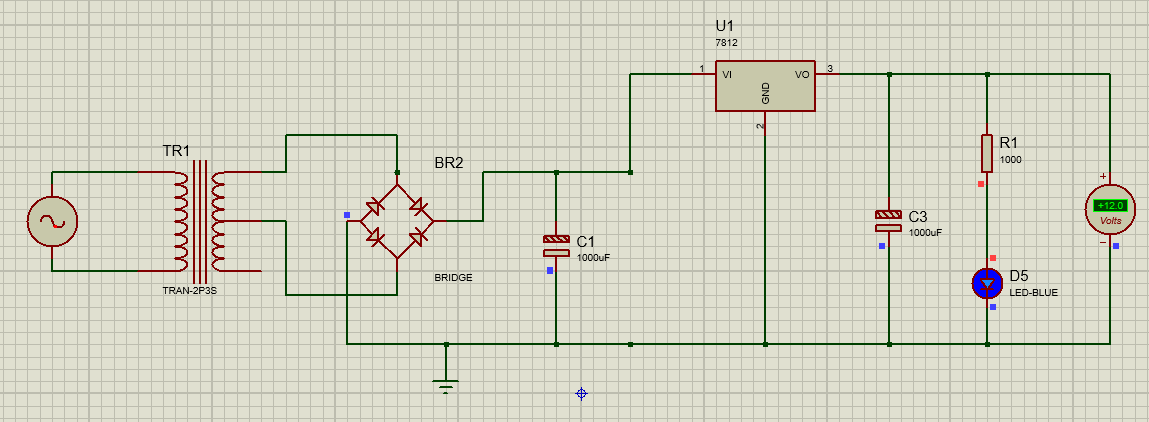 U1
7812
1
VI
VO
3
GND
2
TR1
TRAN-2P3S
BR2
BRIDGE
C1
1000uF
C3
1000uF
R1
1000
D5
LED-BLUE
+
+12.0
Volts
−